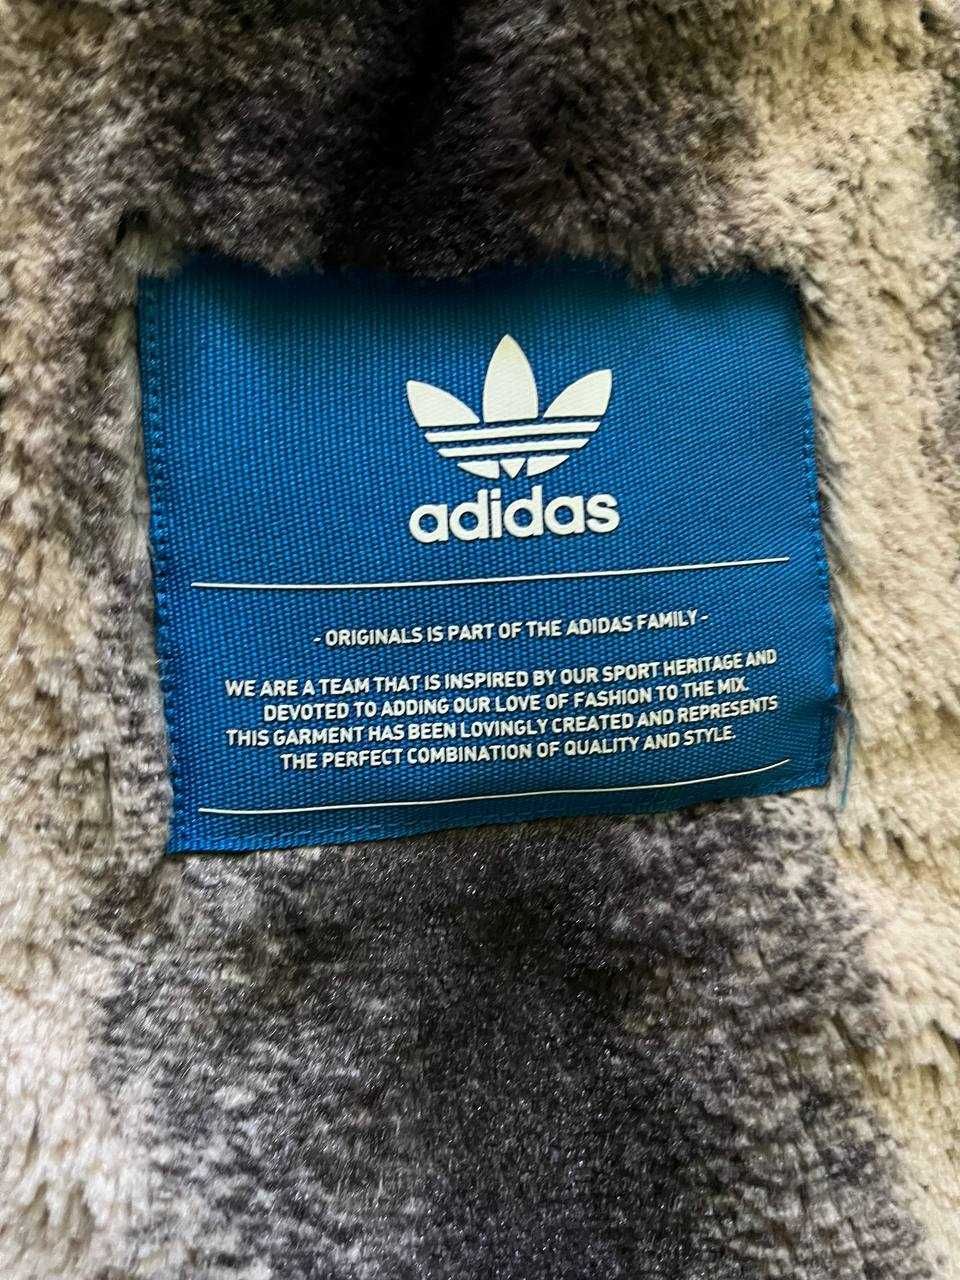 adidas
- ORIGINALS IS PART OF THE ADIDAS FAMILY -
WE ARE A TEAM THAT IS INSPIRED BY OUR SPORT HERITAGE AND
DEVOTED TO ADDING OUR LOVE OF FASHION TO THE MIX.
THIS GARMENT HAS BEEN LOVINGLY CREATED AND REPRESENTS
THE PERFECT COMBINATION OF QUALITY AND STYLE.